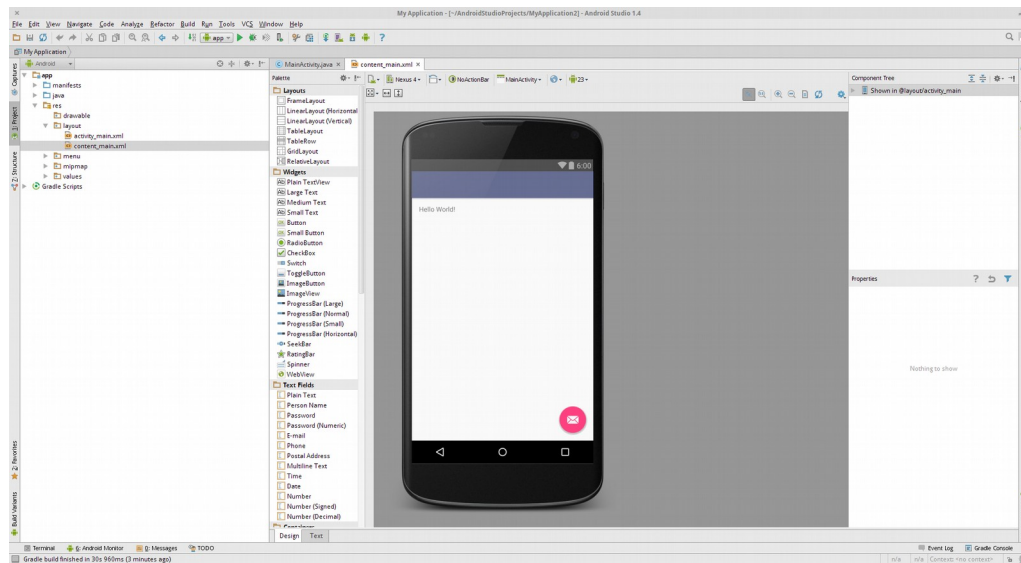 My Application - [~/AndroidStudioProjects/MyApplication2] - Android Studio 1.4
File Edit View Navigate Code Analyze Refactor Build Run Tools VCS Window Help
app
My Application
Android
MainActivity.java
content_main.xml
Captures
1: Project
7: Structure
2: Favorites
Build Variants
app
manifests
java
res
drawable
layout
activity_main.xml
content_main.xml
menu
mipmap
values
Gradle Scripts
Palette
Layouts
FrameLayout
LinearLayout (Horizontal
LinearLayout (Vertical)
TableLayout
TableRow
GridLayout
RelativeLayout
Widgets
Plain TextView
Large Text
Medium Text
Small Text
Button
Small Button
RadioButton
CheckBox
Switch
ToggleButton
ImageButton
ImageView
ProgressBar (Large)
ProgressBar (Normal)
ProgressBar (Small)
ProgressBar (Horizontal)
SeekBar
RatingBar
Spinner
WebView
Text Fields
Plain Text
Person Name
Password
Password (Numeric)
E-mail
Phone
Postal Address
Multiline Text
Time
Date
Number
Number (Signed)
Number (Decimal)
Containers
Design Text
Nexus 4 NoActionBar MainActivity 23
6:00
Hello World!
Component Tree
Shown in @layout/activity_main
Properties
Nothing to show
Terminal 6: Android Monitor 0: Messages TODO
Event Log Gradle Console
Gradle build finished in 30s 960ms (3 minutes ago)
n/a n/a Context: <no context>